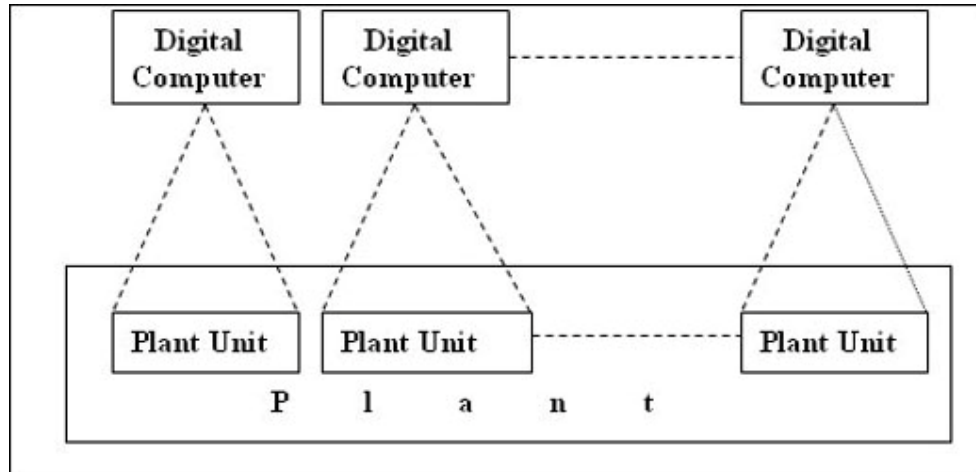 Digital
Computer
Digital
Computer
Digital
Computer
Plant Unit
Plant Unit
Plant Unit
P l a n t